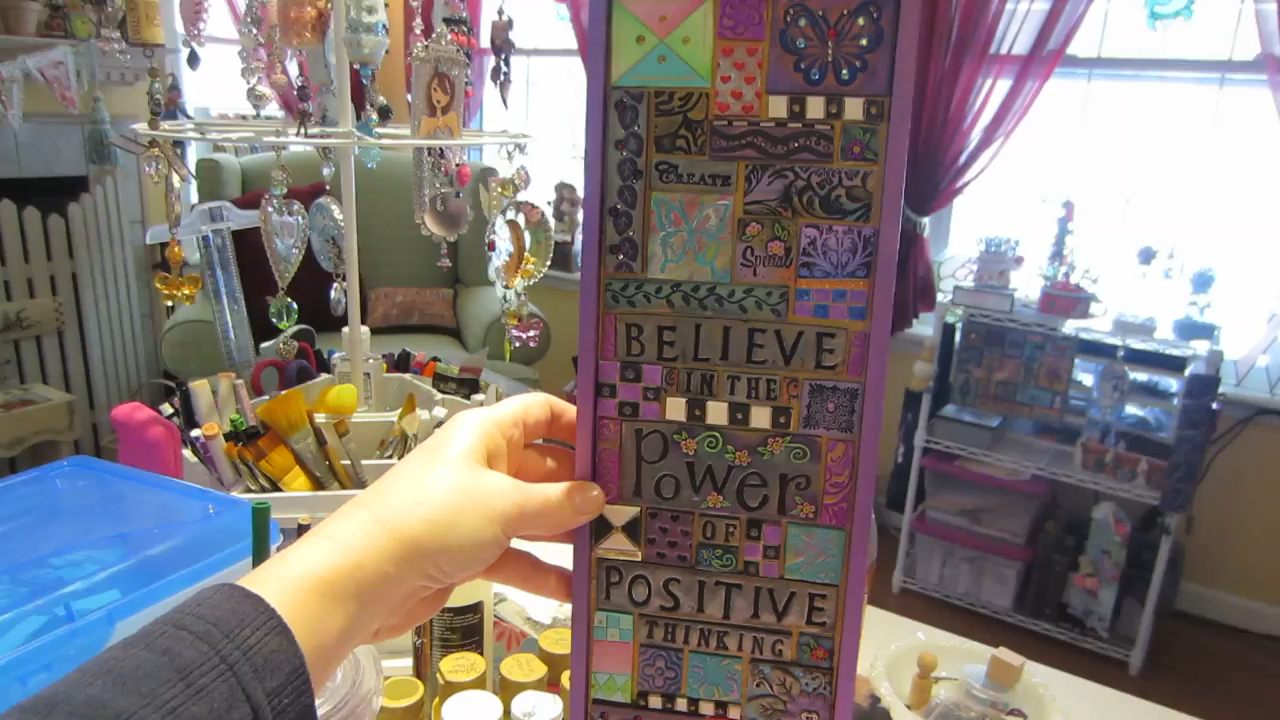 CREATE
Special
BELIEVE
IN THE
Power
OF
POSITIVE
THINKING